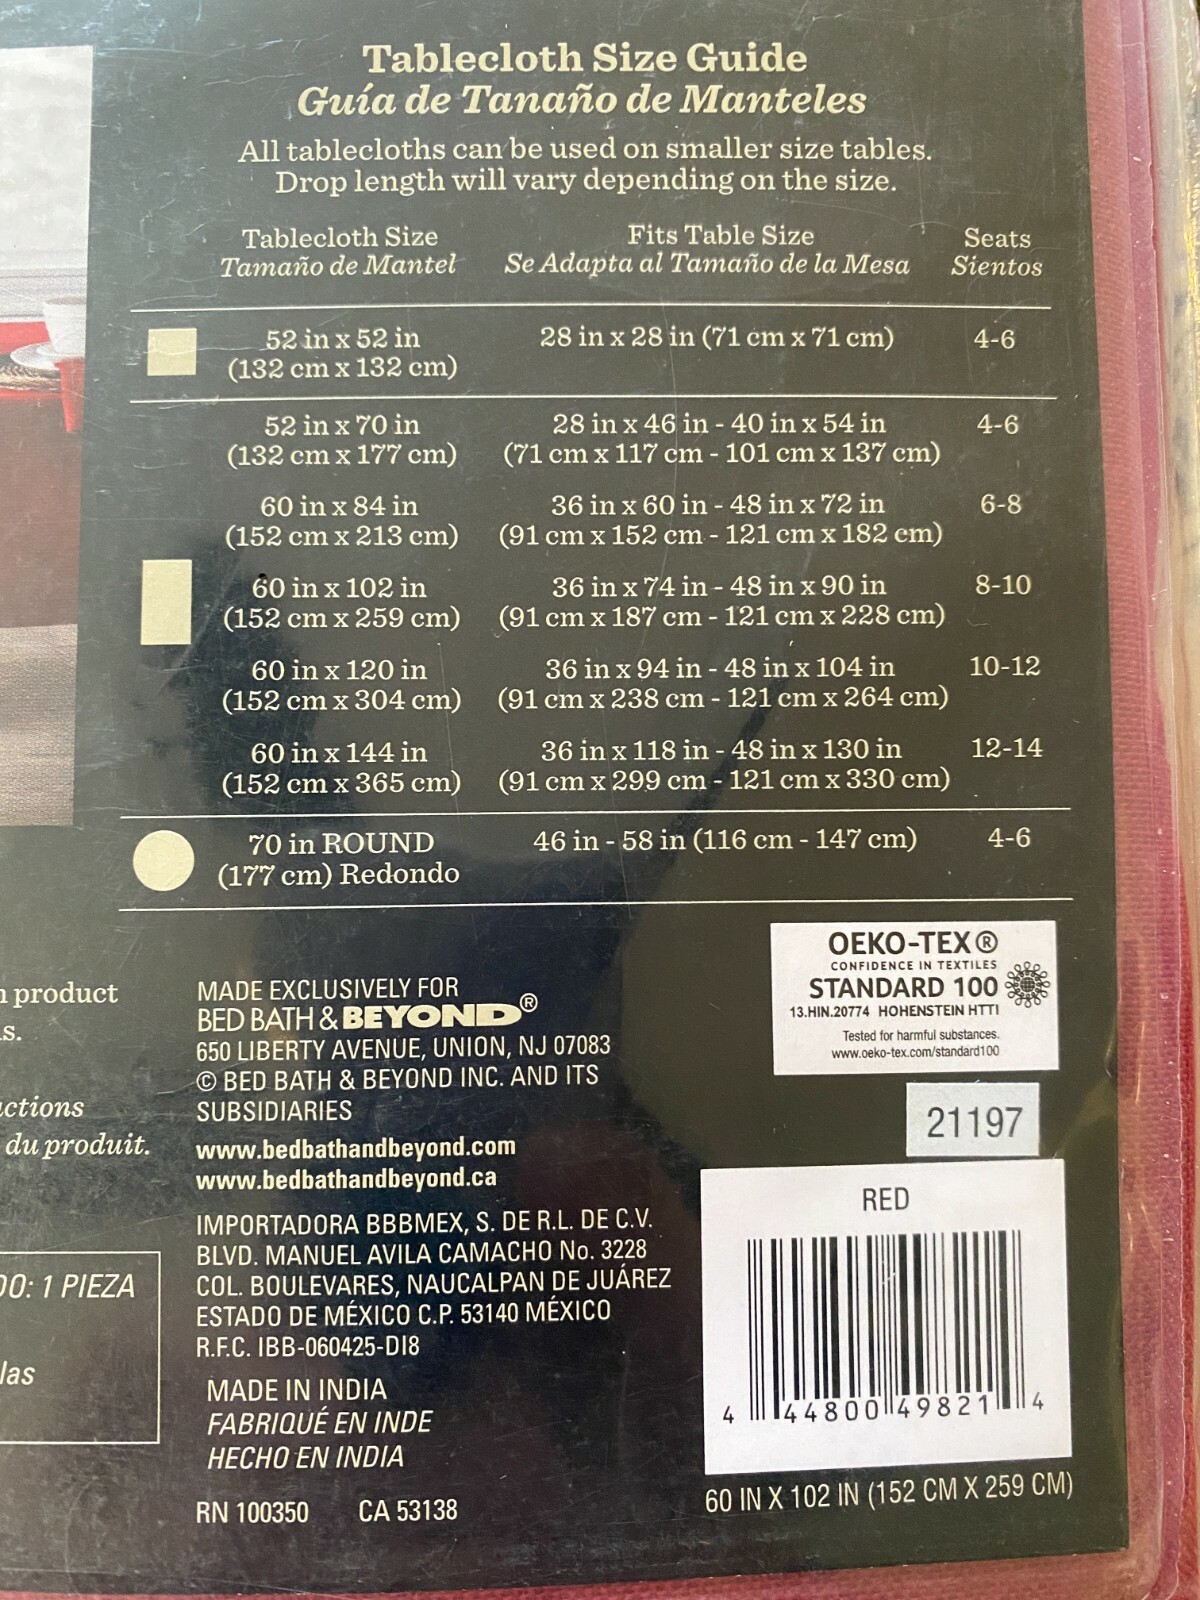 Tablecloth Size Guide
Guía de Tanaño de Manteles
All tablecloths can be used on smaller size tables.
Drop length will vary depending on the size.
Tablecloth Size Fits Table Size Seats
Tamaño de Mantel Se Adapta al Tamaño de la Mesa Sientos
52 in x 52 in 28 in x 28 in (71 cm x 71 cm) 4-6
(132 cm x 132 cm)
52 in x 70 in 28 in x 46 in - 40 in x 54 in 4-6
(132 cm x 177 cm) (71 cm x 117 cm - 101 cm x 137 cm)
60 in x 84 in 36 in x 60 in - 48 in x 72 in 6-8
(152 cm x 213 cm) (91 cm x 152 cm - 121 cm x 182 cm)
60 in x 102 in 36 in x 74 in - 48 in x 90 in 8-10
(152 cm x 259 cm) (91 cm x 187 cm - 121 cm x 228 cm)
60 in x 120 in 36 in x 94 in - 48 in x 104 in 10-12
(152 cm x 304 cm) (91 cm x 238 cm - 121 cm x 264 cm)
60 in x 144 in 36 in x 118 in - 48 in x 130 in 12-14
(152 cm x 365 cm) (91 cm x 299 cm - 121 cm x 330 cm)
70 in ROUND 46 in - 58 in (116 cm - 147 cm) 4-6
(177 cm) Redondo
product
du produit.
1 PIEZA
MADE EXCLUSIVELY FOR
BED BATH & BEYOND®
650 LIBERTY AVENUE, UNION, NJ 07083
© BED BATH & BEYOND INC. AND ITS
SUBSIDIARIES
www.bedbathandbeyond.com
www.bedbathandbeyond.ca
IMPORTADORA BBBMEX, S. DE R.L. DE C.V.
BLVD. MANUEL AVILA CAMACHO No. 3228
COL. BOULEVARES, NAUCALPAN DE JUÁREZ
ESTADO DE MÉXICO C.P. 53140 MÉXICO
R.F.C. IBB-060425-DI8
MADE IN INDIA
FABRIQUÉ EN INDE
HECHO EN INDIA
RN 100350 CA 53138
OEKO-TEX®
CONFIDENCE IN TEXTILES
STANDARD 100
13.HIN.20774 HOHENSTEIN HTTI
Tested for harmful substances.
www.oeko-tex.com/standard100
21197
RED
4 44800 49821 4
60 IN X 102 IN (152 CM X 259 CM)